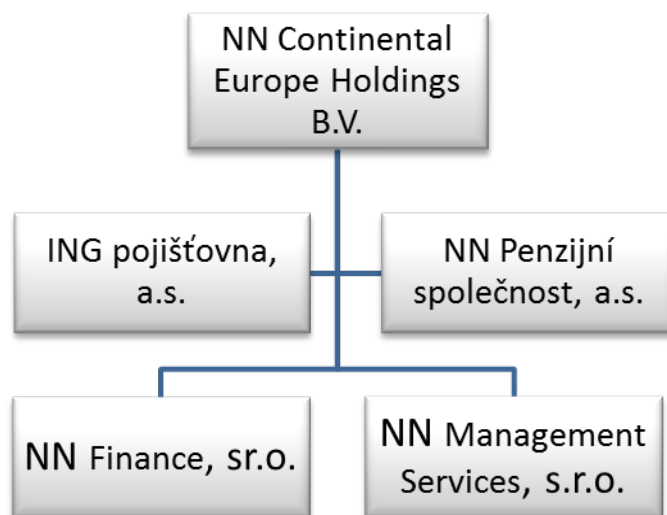 NN Continental
Europe Holdings
B.V.
ING pojišťovna,
a.s.
NN Penzijní
společnost, a.s.
NN Finance, sr.o.
NN Management
Services, s.r.o.